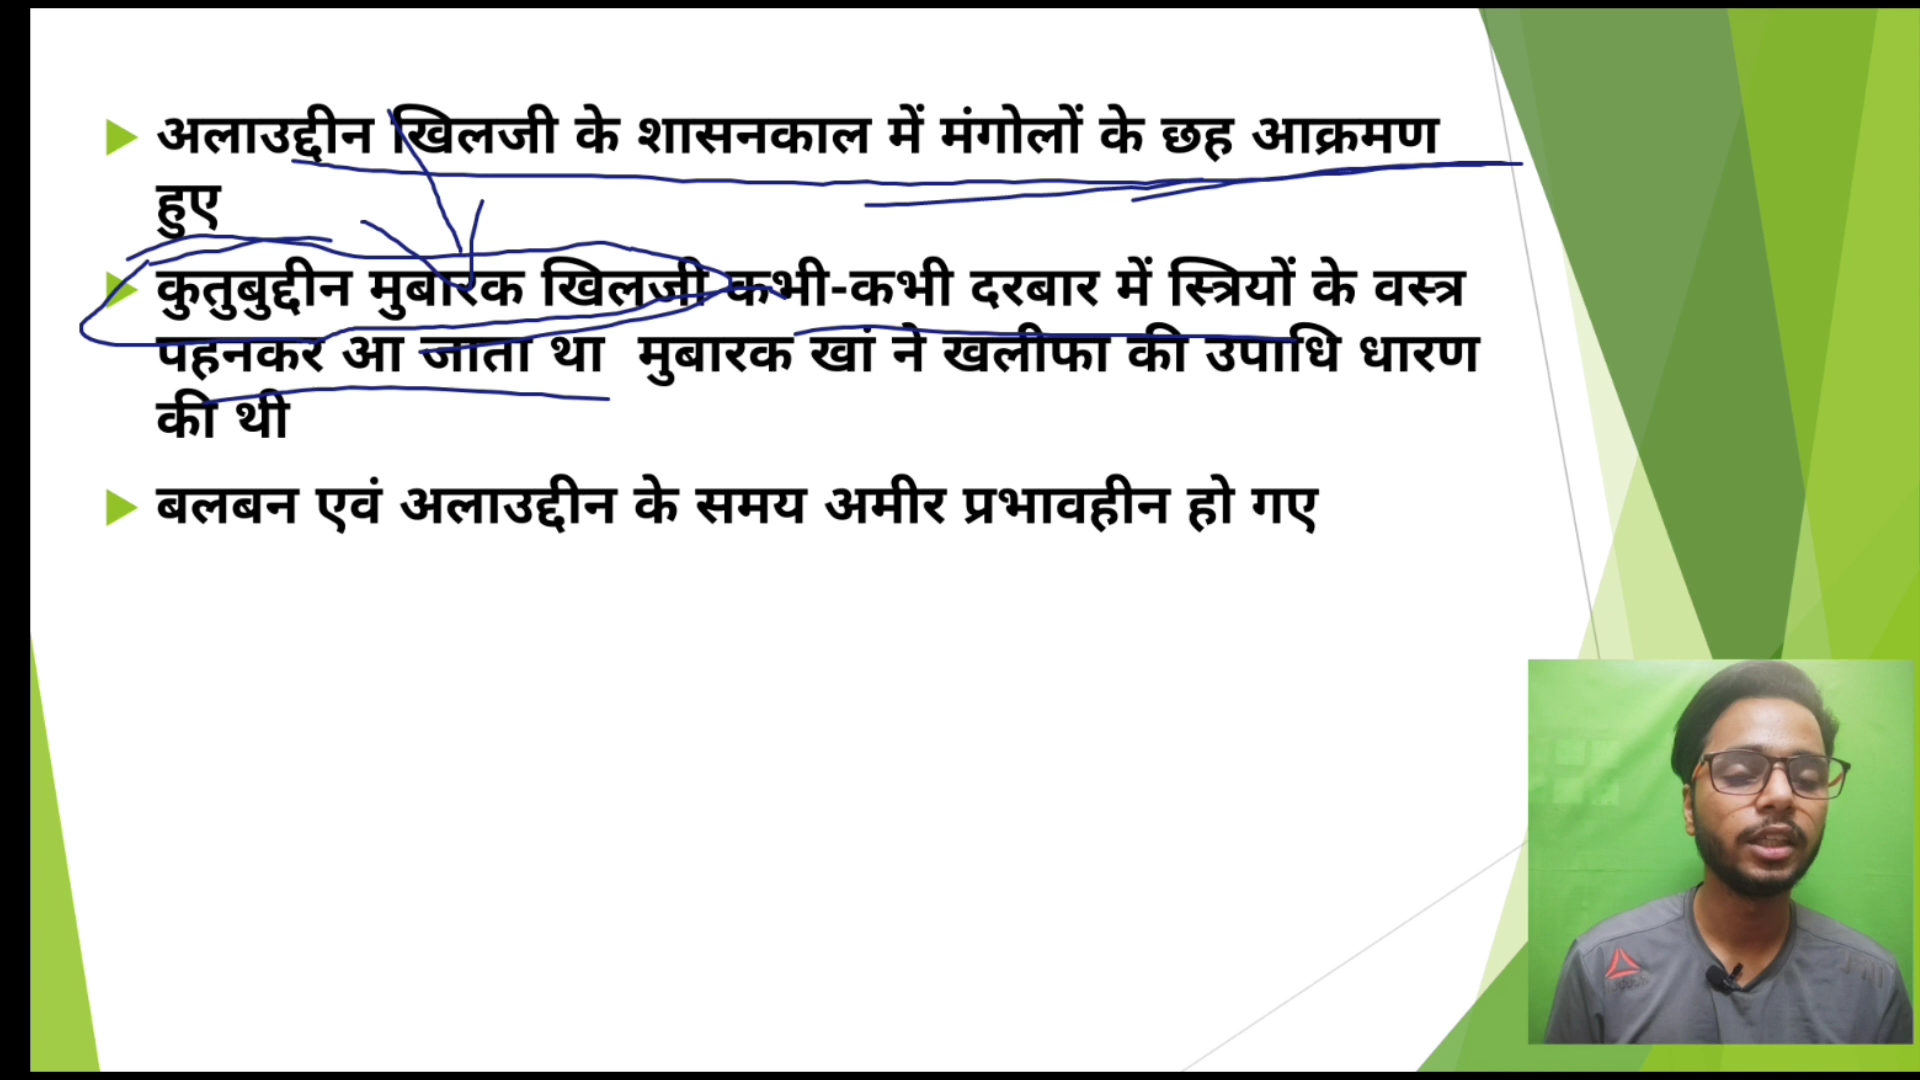 अलाउद्दीन खिलजी के शासनकाल में मंगोलों के छह आक्रमण
हुए
कुतुबुद्दीन मुबारक खिलजी कभी-कभी दरबार में स्त्रियों के वस्त्र
पहनकर आ जाता था मुबारक खां ने खलीफा की उपाधि धारण
की थी
बलबन एवं अलाउद्दीन के समय अमीर प्रभावहीन हो गए